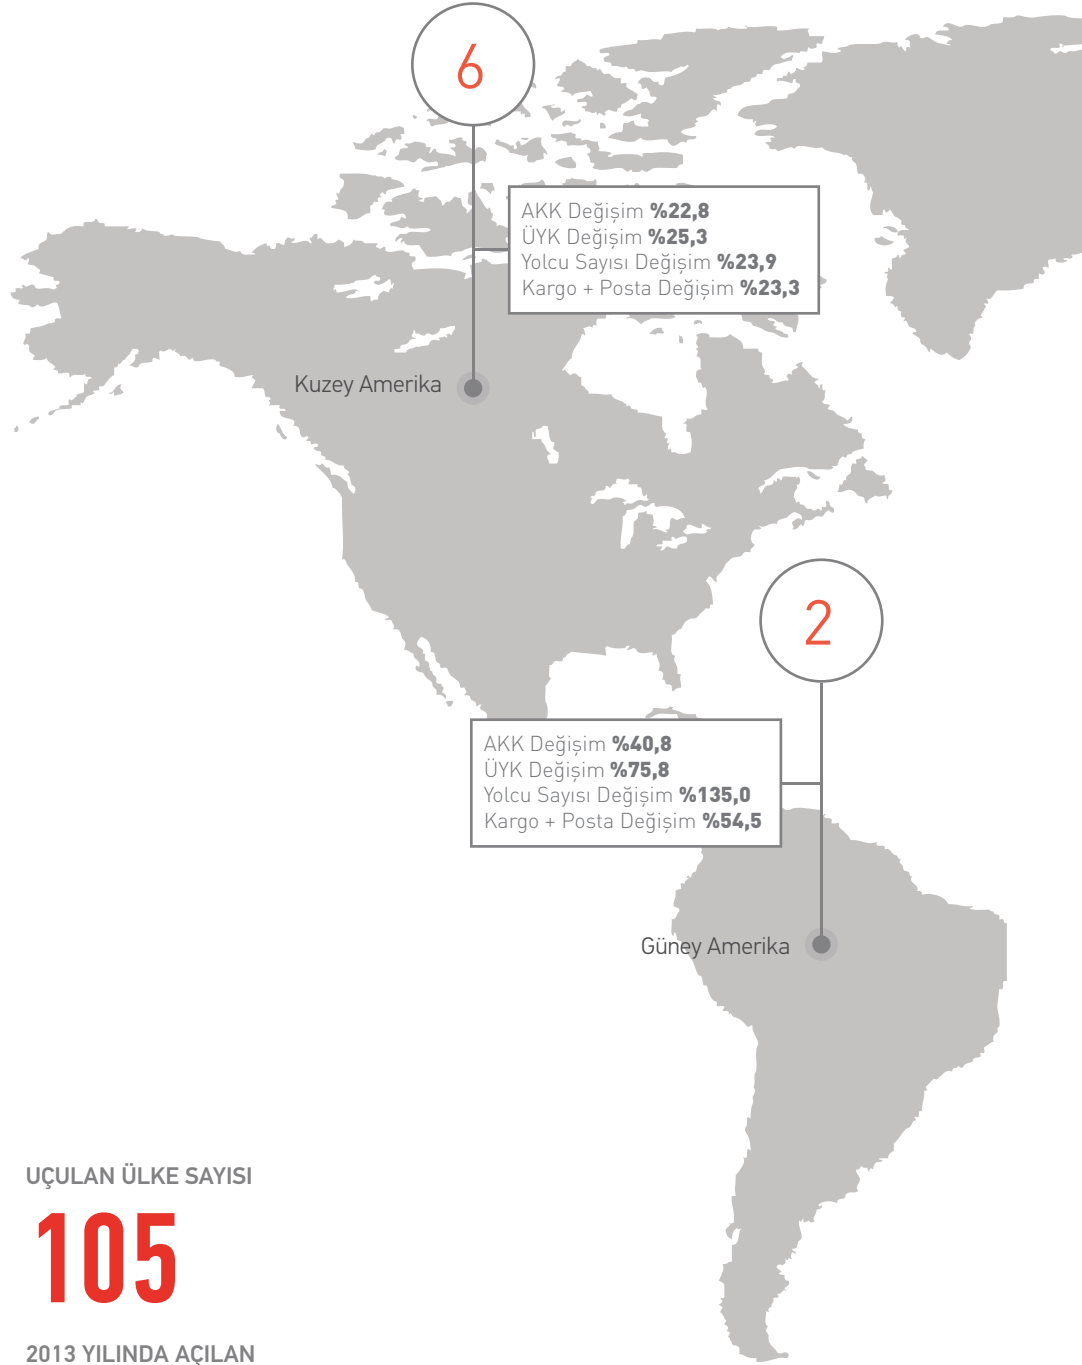 6
AKK Değişim %22,8
ÜYK Değişim %25,3
Yolcu Sayısı Değişim %23,9
Kargo + Posta Değişim %23,3
Kuzey Amerika
2
AKK Değişim %40,8
ÜYK Değişim %75,8
Yolcu Sayısı Değişim %135,0
Kargo + Posta Değişim %54,5
Güney Amerika
UÇULAN ÜLKE SAYISI
105
2013 YILINDA AÇILAN